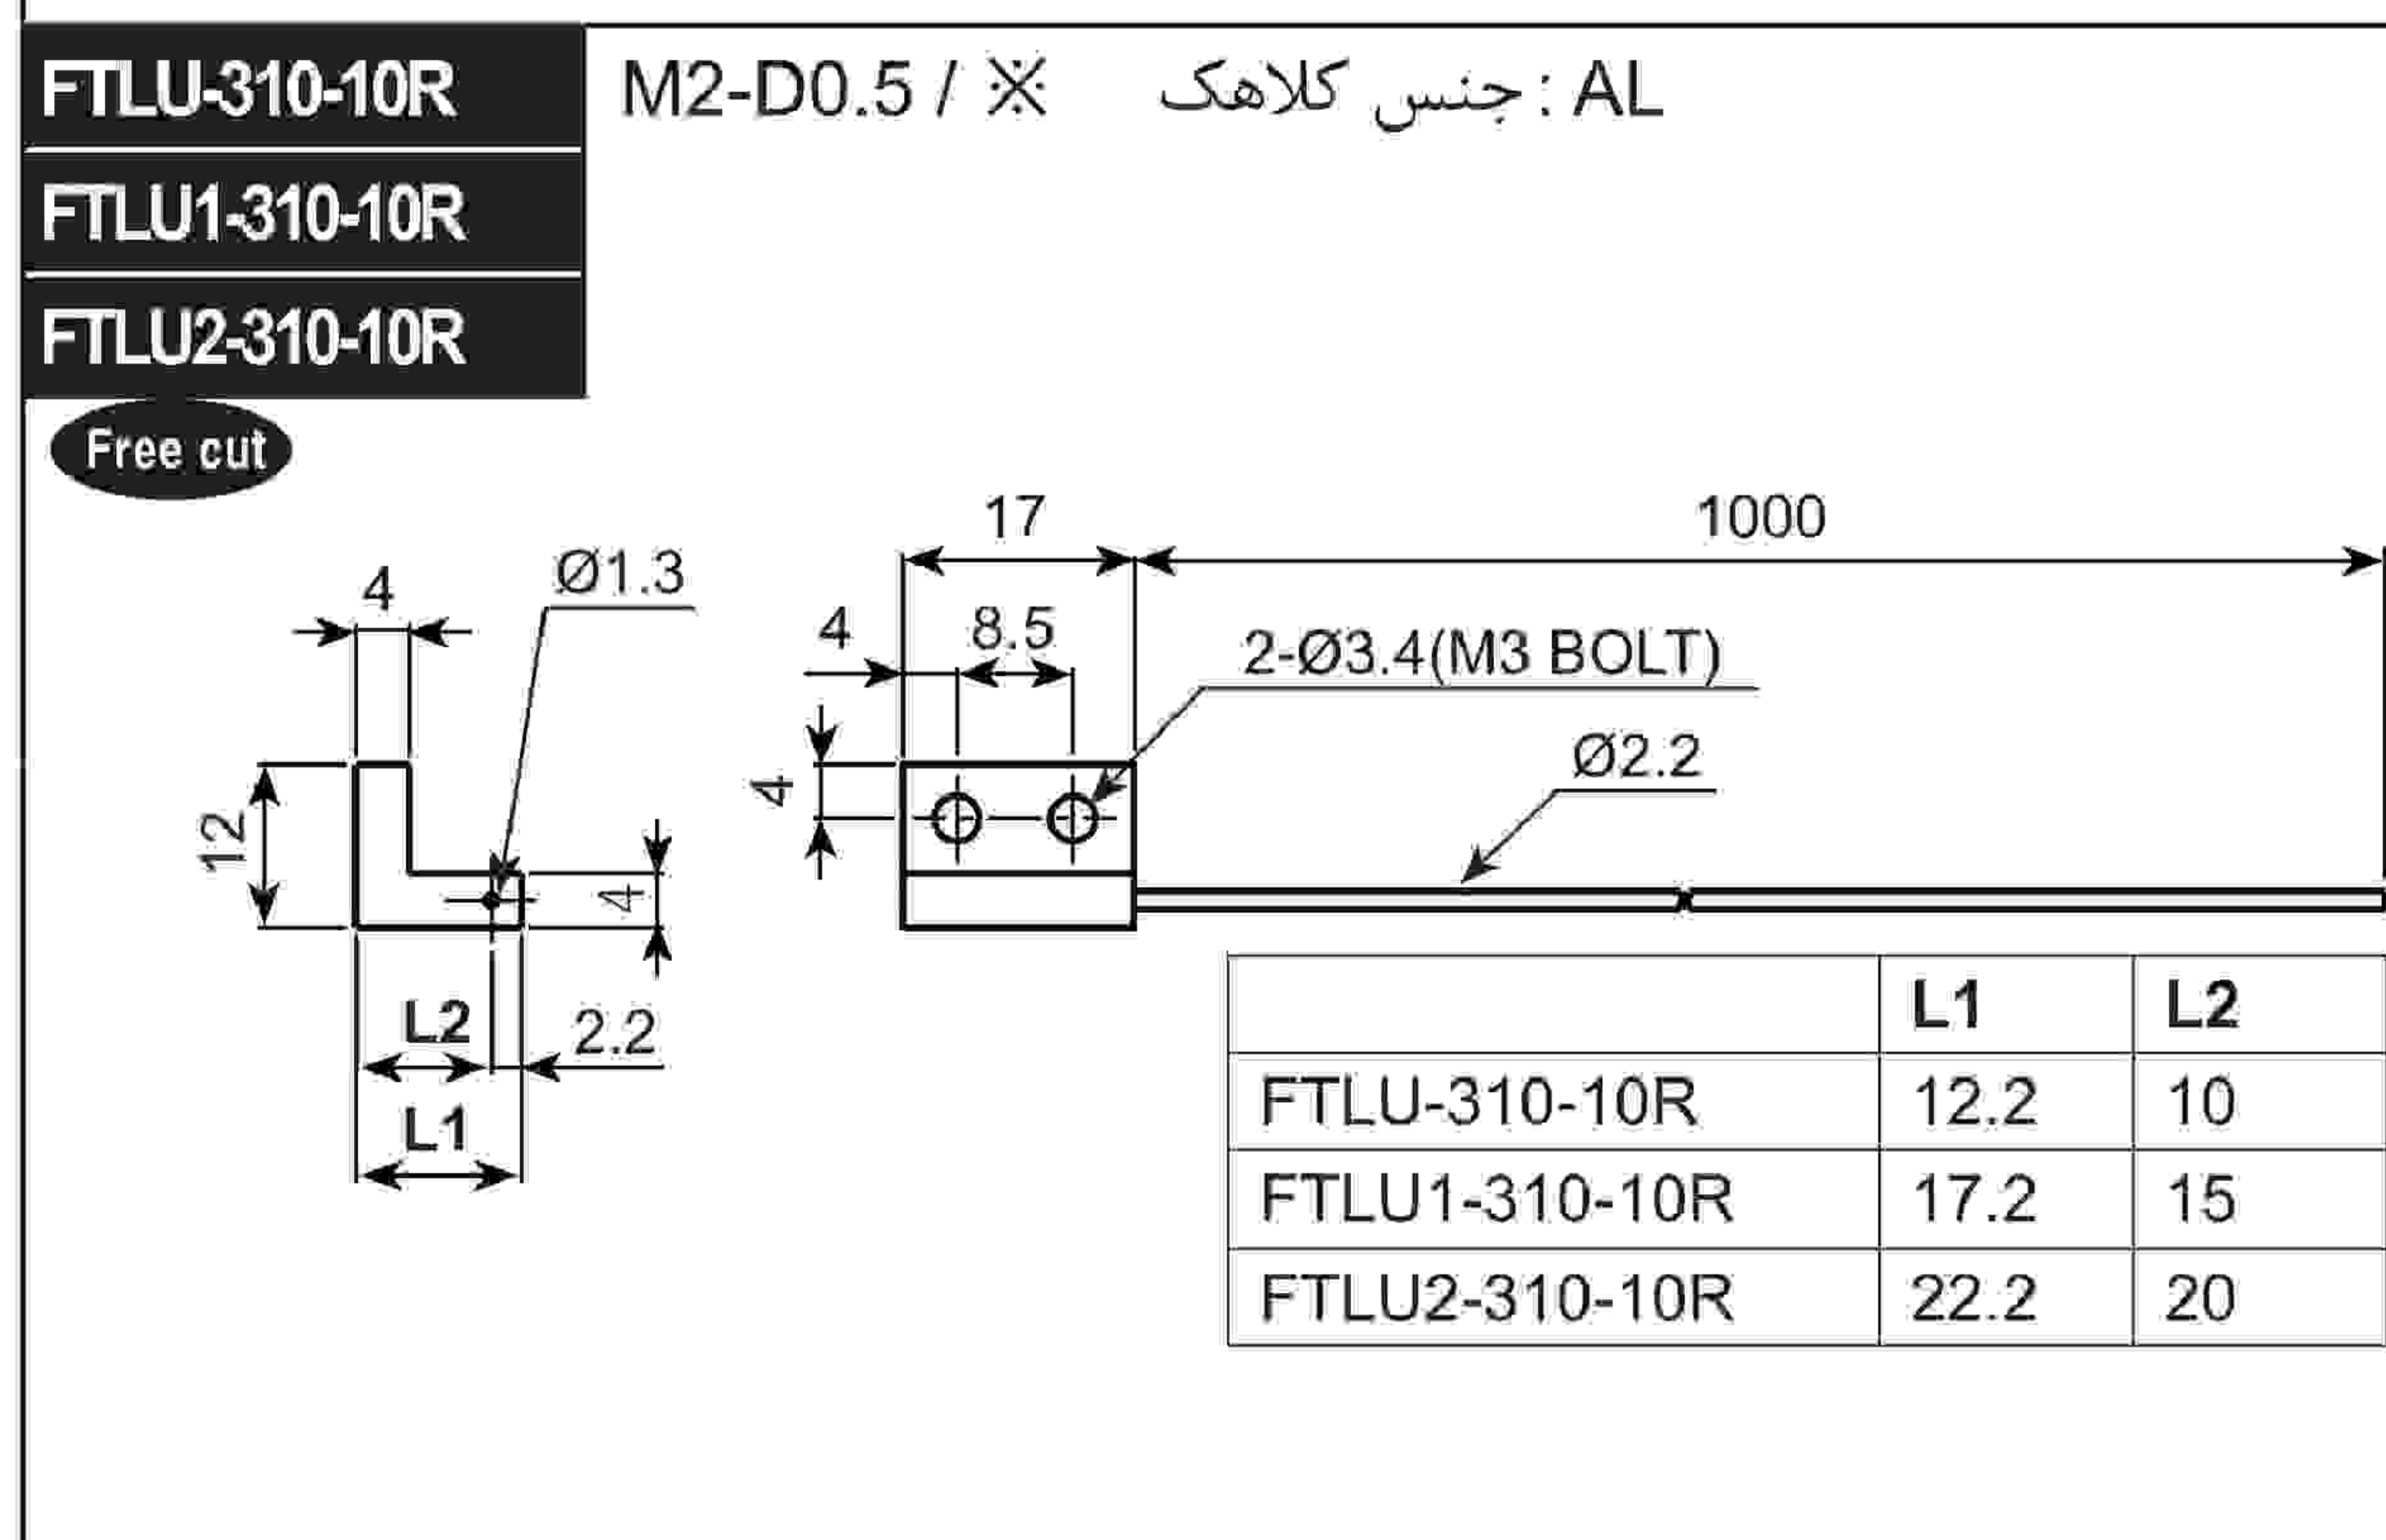 FTLU-310-10R
M2-D0.5 / ※ جنس کلاهک : AL
FTLU1-310-10R
FTLU2-310-10R
Free cut
17
1000
4
Ø1.3
4
8.5
2-Ø3.4(M3 BOLT)
Ø2.2
4
12
4
L2
2.2
L1
L1 L2
FTLU-310-10R 12.2 10
FTLU1-310-10R 17.2 15
FTLU2-310-10R 22.2 20